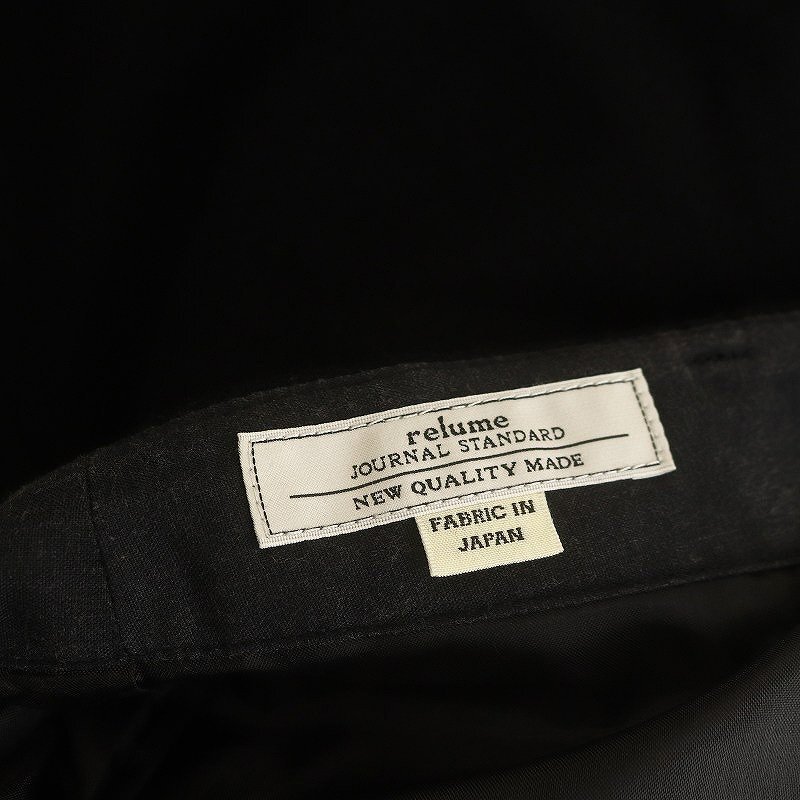 relume
JOURNAL STANDARD
NEW QUALITY MADE
FABRIC IN
JAPAN